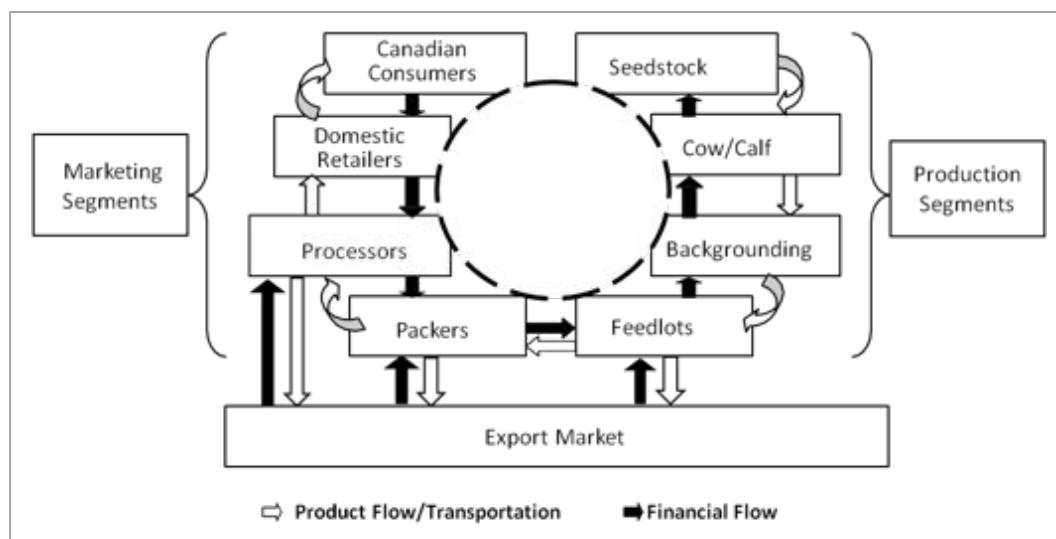 Canadian
Consumers
Seedstock
Domestic
Retailers
Cow/Calf
Marketing
Segments
Production
Segments
Processors
Backgrounding
Packers
Feedlots
Export Market
Product Flow/Transportation
Financial Flow